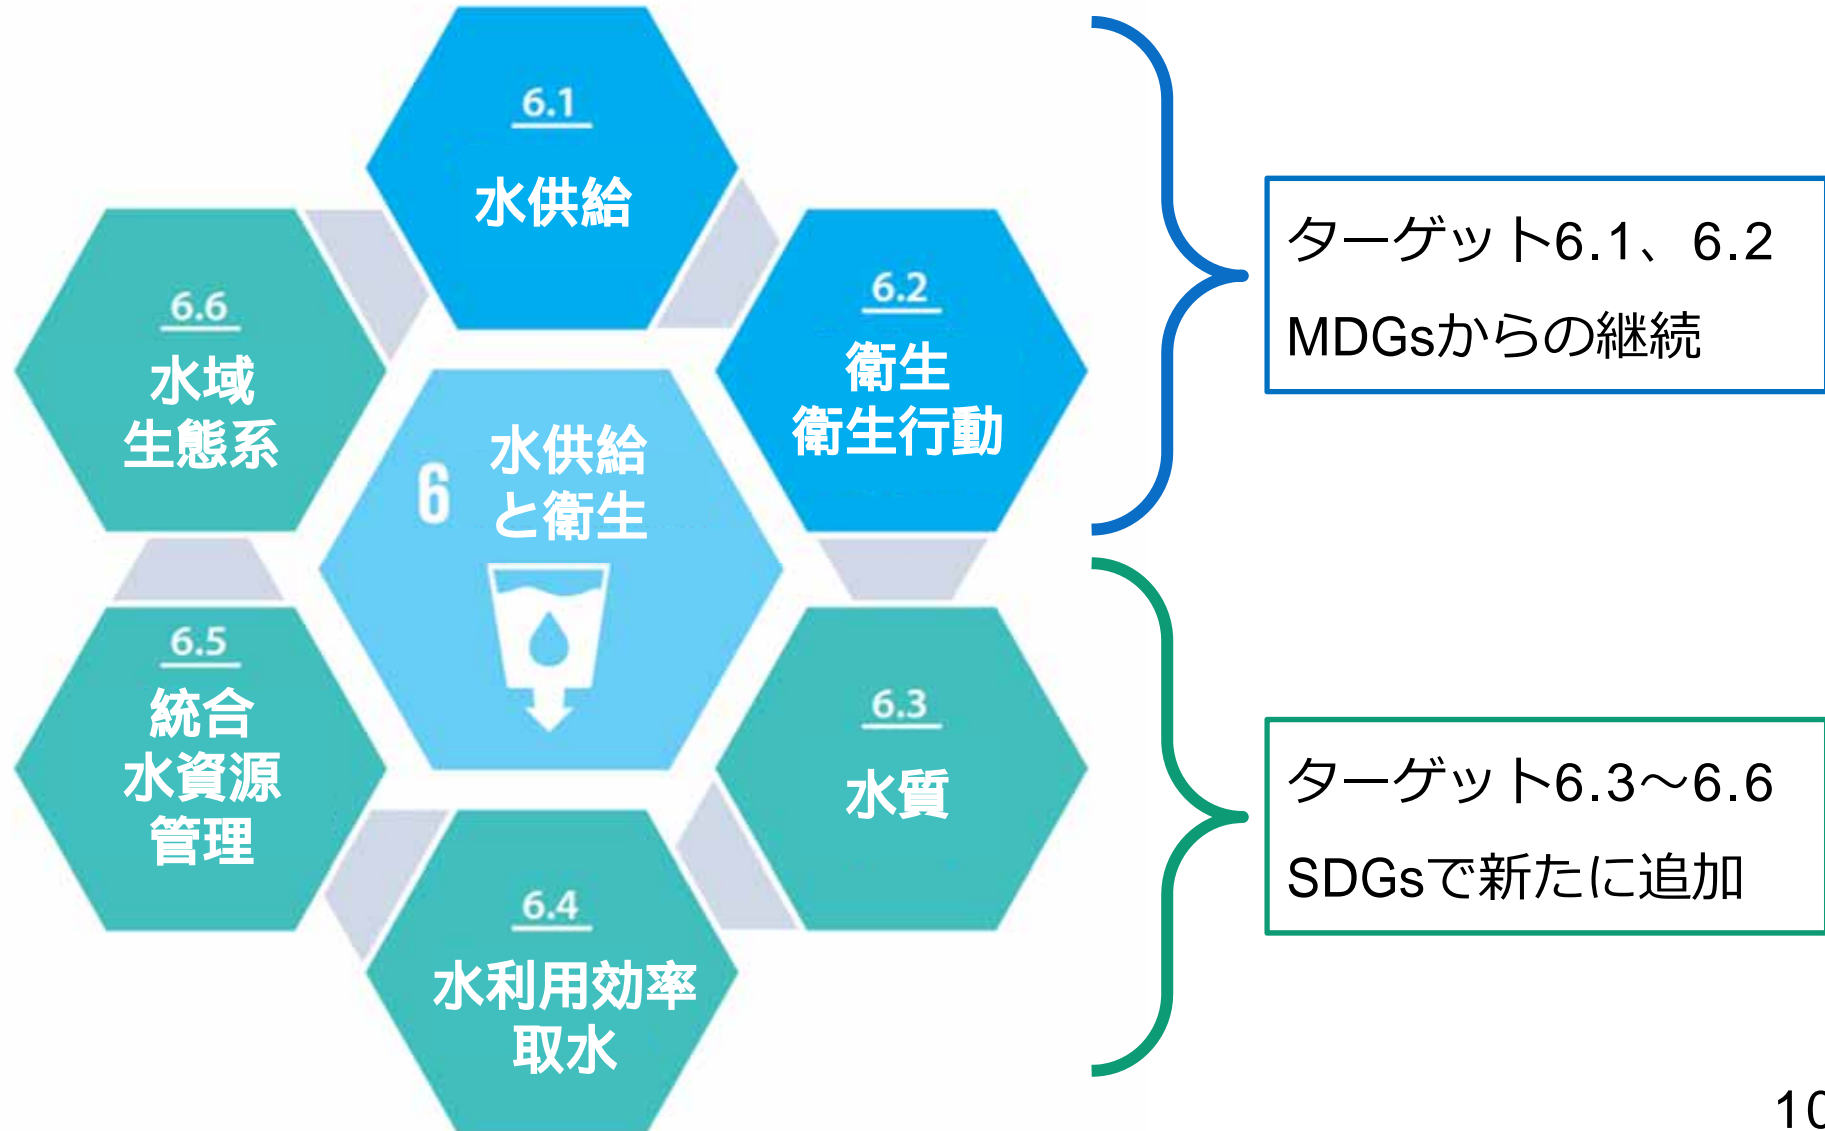 6.1
水供給
6.2
衛生
衛生行動
6.6
水域
生態系
6 水供給
と衛生
6.5
統合
水資源
管理
6.3
水質
6.4
水利用効率
取水
ターゲット6.1、6.2
MDGsからの継続
ターゲット6.3～6.6
SDGsで新たに追加
10